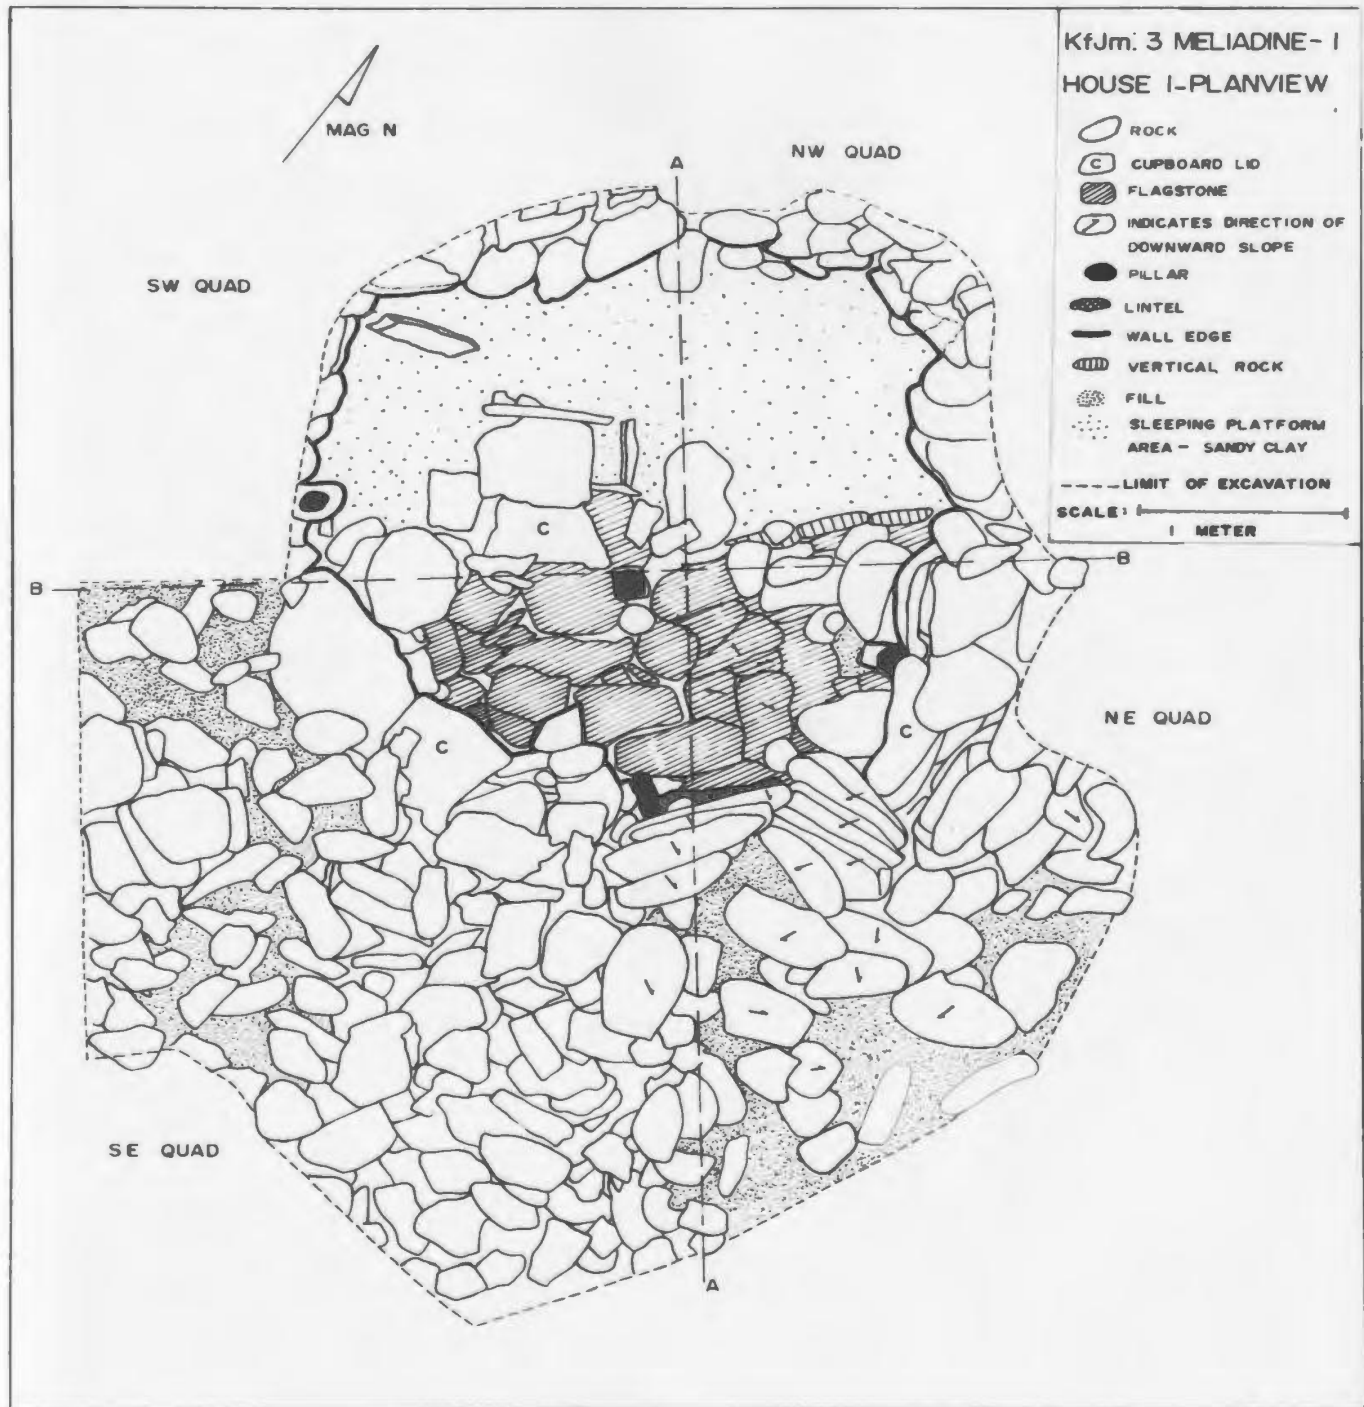 KfJm: 3 MELIADINE-1
HOUSE 1-PLANVIEW
ROCK
C CUPBOARD LID
FLAGSTONE
INDICATES DIRECTION OF
DOWNWARD SLOPE
PILLAR
LINTEL
WALL EDGE
VERTICAL ROCK
FILL
SLEEPING PLATFORM
AREA - SANDY CLAY
LIMIT OF EXCAVATION
SCALE:
1 METER
MAG N
A
NW QUAD
SW QUAD
C
B
B
NE QUAD
C
C
SE QUAD
A